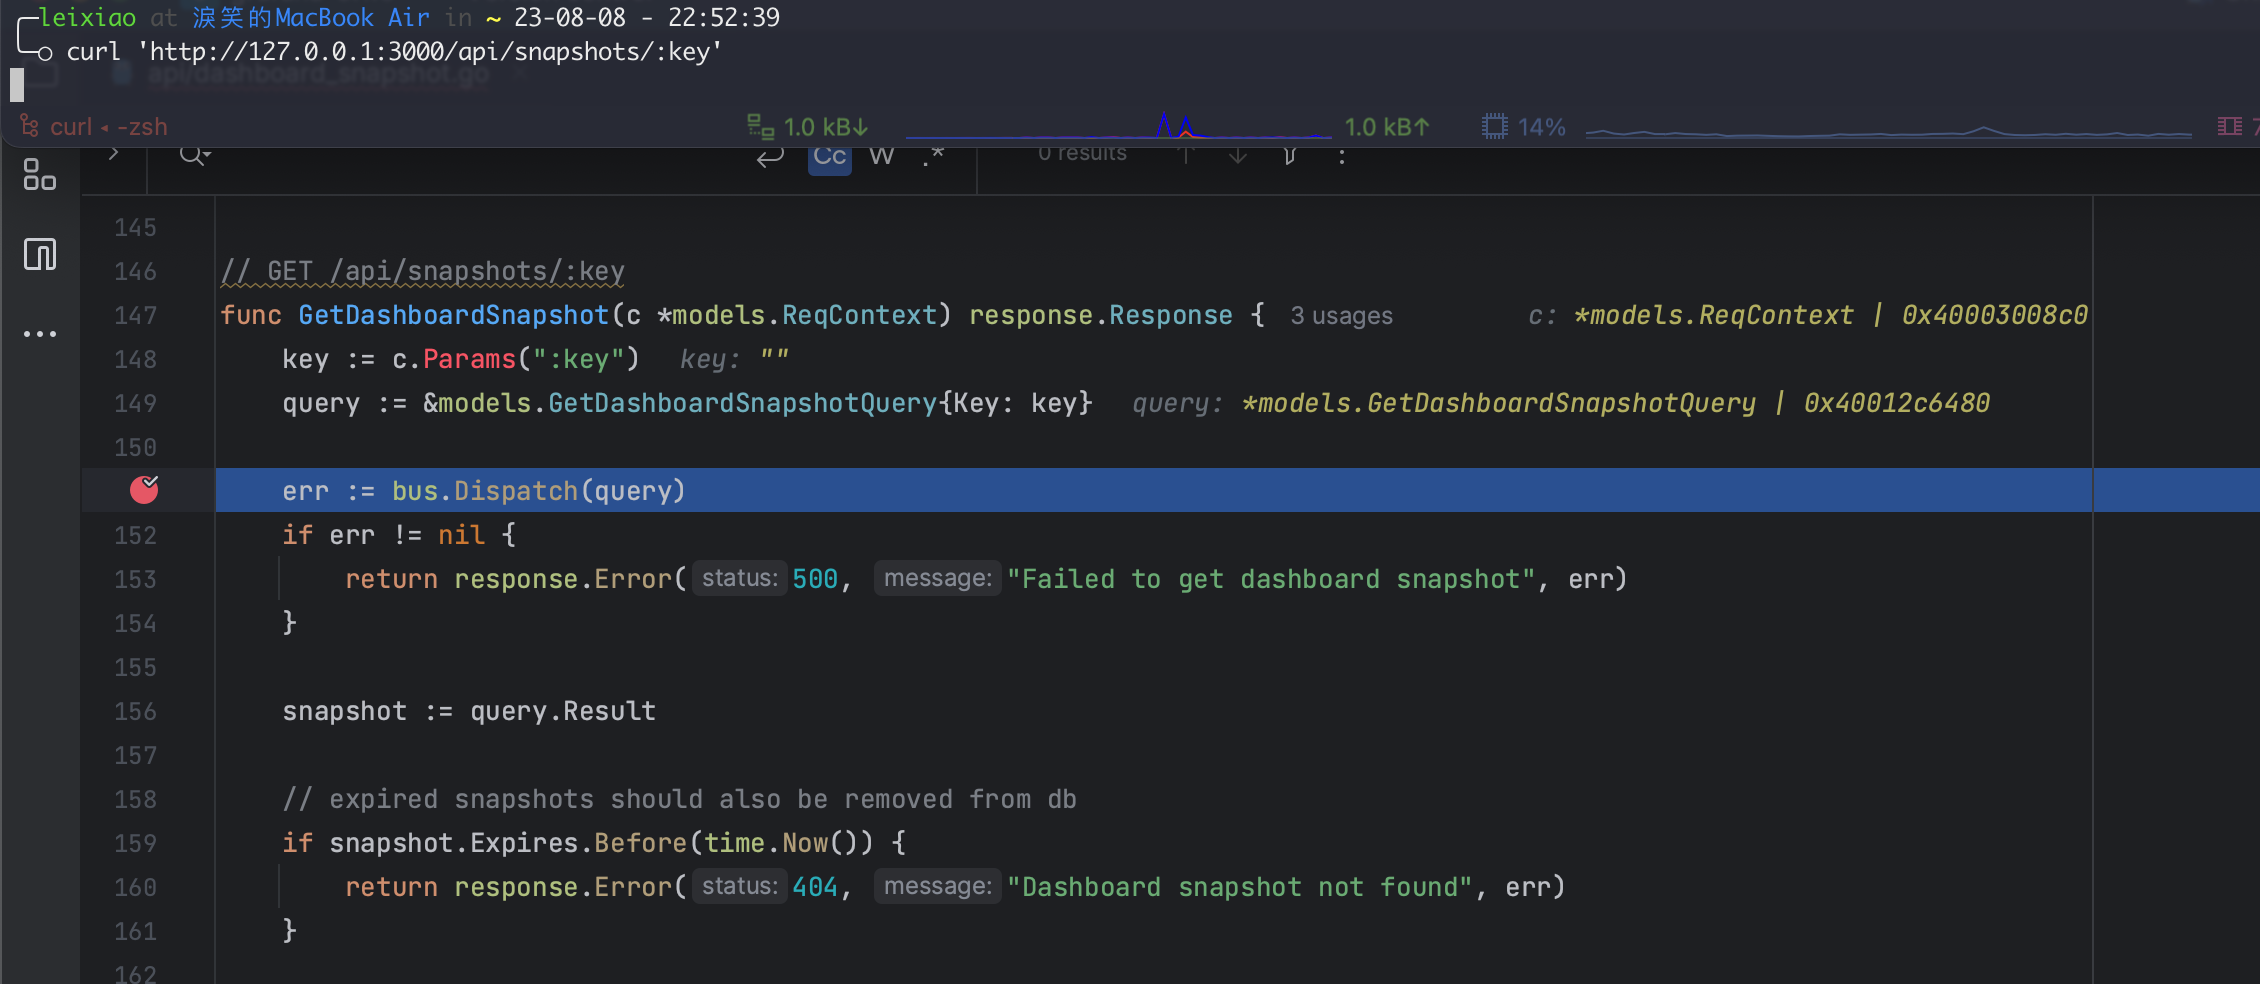 leixiao at 淚笑的MacBook Air in ~ 23-08-08 - 22:52:39
curl 'http://127.0.0.1:3000/api/snapshots/:key'
api/dashboard_snapshot.go
curl ◂ -zsh 1.0 kB↓ 1.0 kB↑ 14% 7
Cc W .* 0 results
145
146 // GET /api/snapshots/:key
147 func GetDashboardSnapshot(c *models.ReqContext) response.Response { 3 usages c: *models.ReqContext | 0x40003008c0
148 key := c.Params(":key") key: ""
149 query := &models.GetDashboardSnapshotQuery{Key: key} query: *models.GetDashboardSnapshotQuery | 0x40012c6480
150
err := bus.Dispatch(query)
152 if err != nil {
153 return response.Error( status: 500, message: "Failed to get dashboard snapshot", err)
154 }
155
156 snapshot := query.Result
157
158 // expired snapshots should also be removed from db
159 if snapshot.Expires.Before(time.Now()) {
160 return response.Error( status: 404, message: "Dashboard snapshot not found", err)
161 }
162